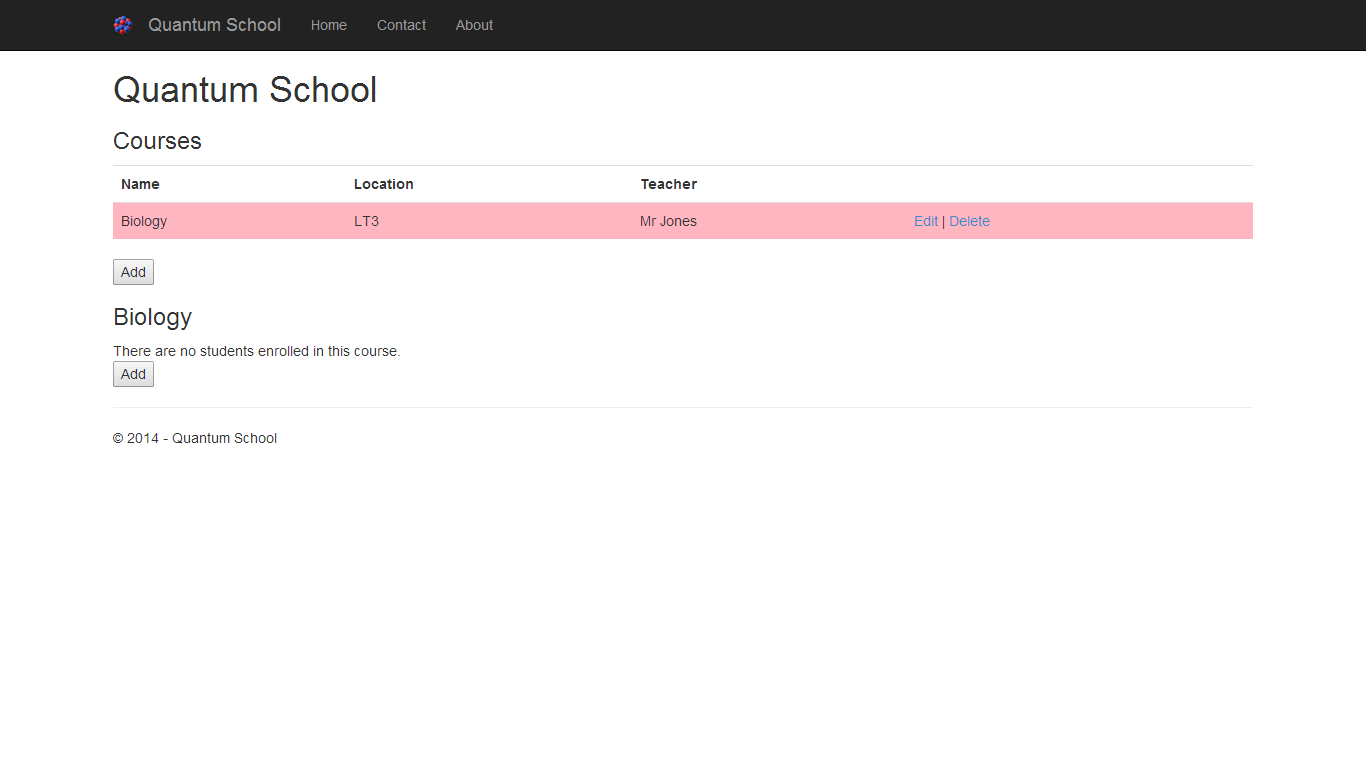 Quantum School Home Contact About
Quantum School
Courses
Name Location Teacher
Biology LT3 Mr Jones Edit | Delete
Add
Biology
There are no students enrolled in this course.
Add
© 2014 - Quantum School